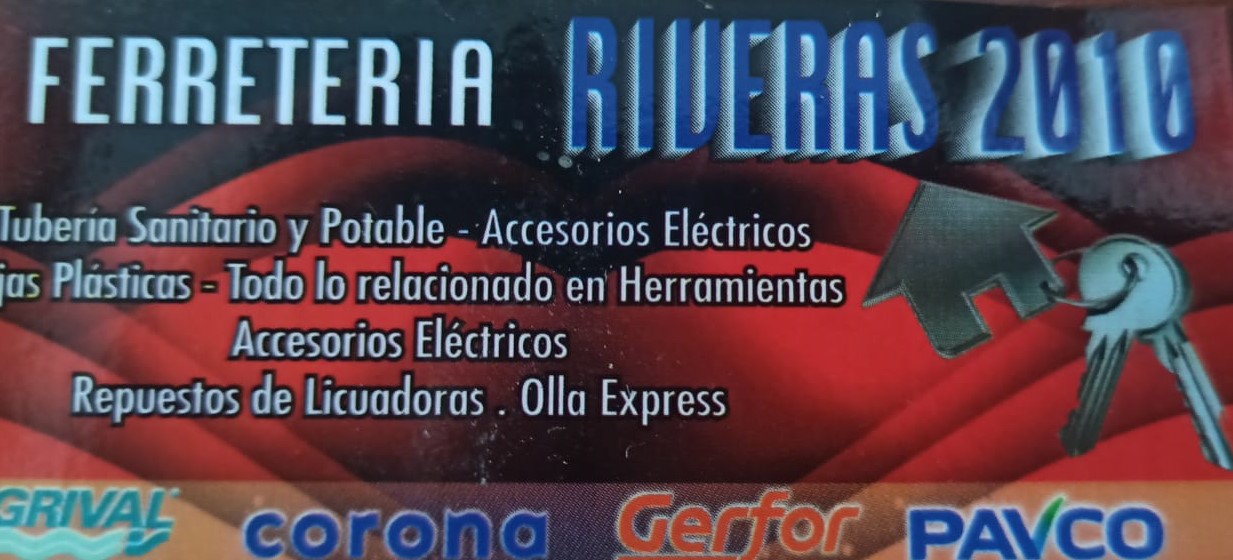 FERRETERIA RIVERAS 2010
Tubería Sanitario y Potable - Accesorios Eléctricos
Plásticas - Todo lo relacionado en Herramientas
Accesorios Eléctricos
Repuestos de Licuadoras . Olla Express
GRIVAL corona Gerfor PAVCO